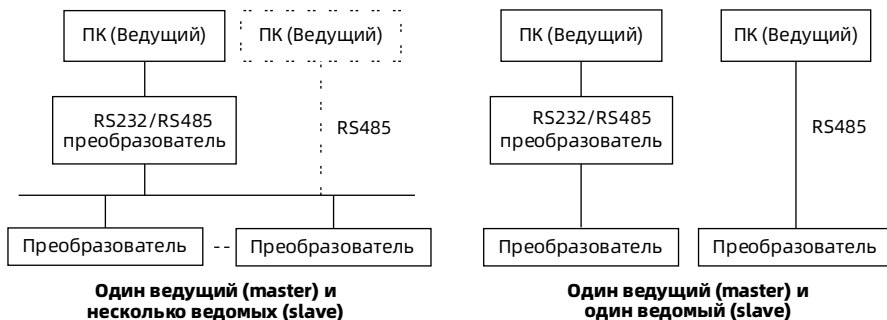 ПК (Ведущий)
ПК (Ведущий)
RS232/RS485
преобразователь
RS485
Преобразователь
Преобразователь
Один ведущий (master) и
несколько ведомых (slave)
ПК (Ведущий)
ПК (Ведущий)
RS232/RS485
преобразователь
RS485
Преобразователь
Преобразователь
Один ведущий (master) и
один ведомый (slave)